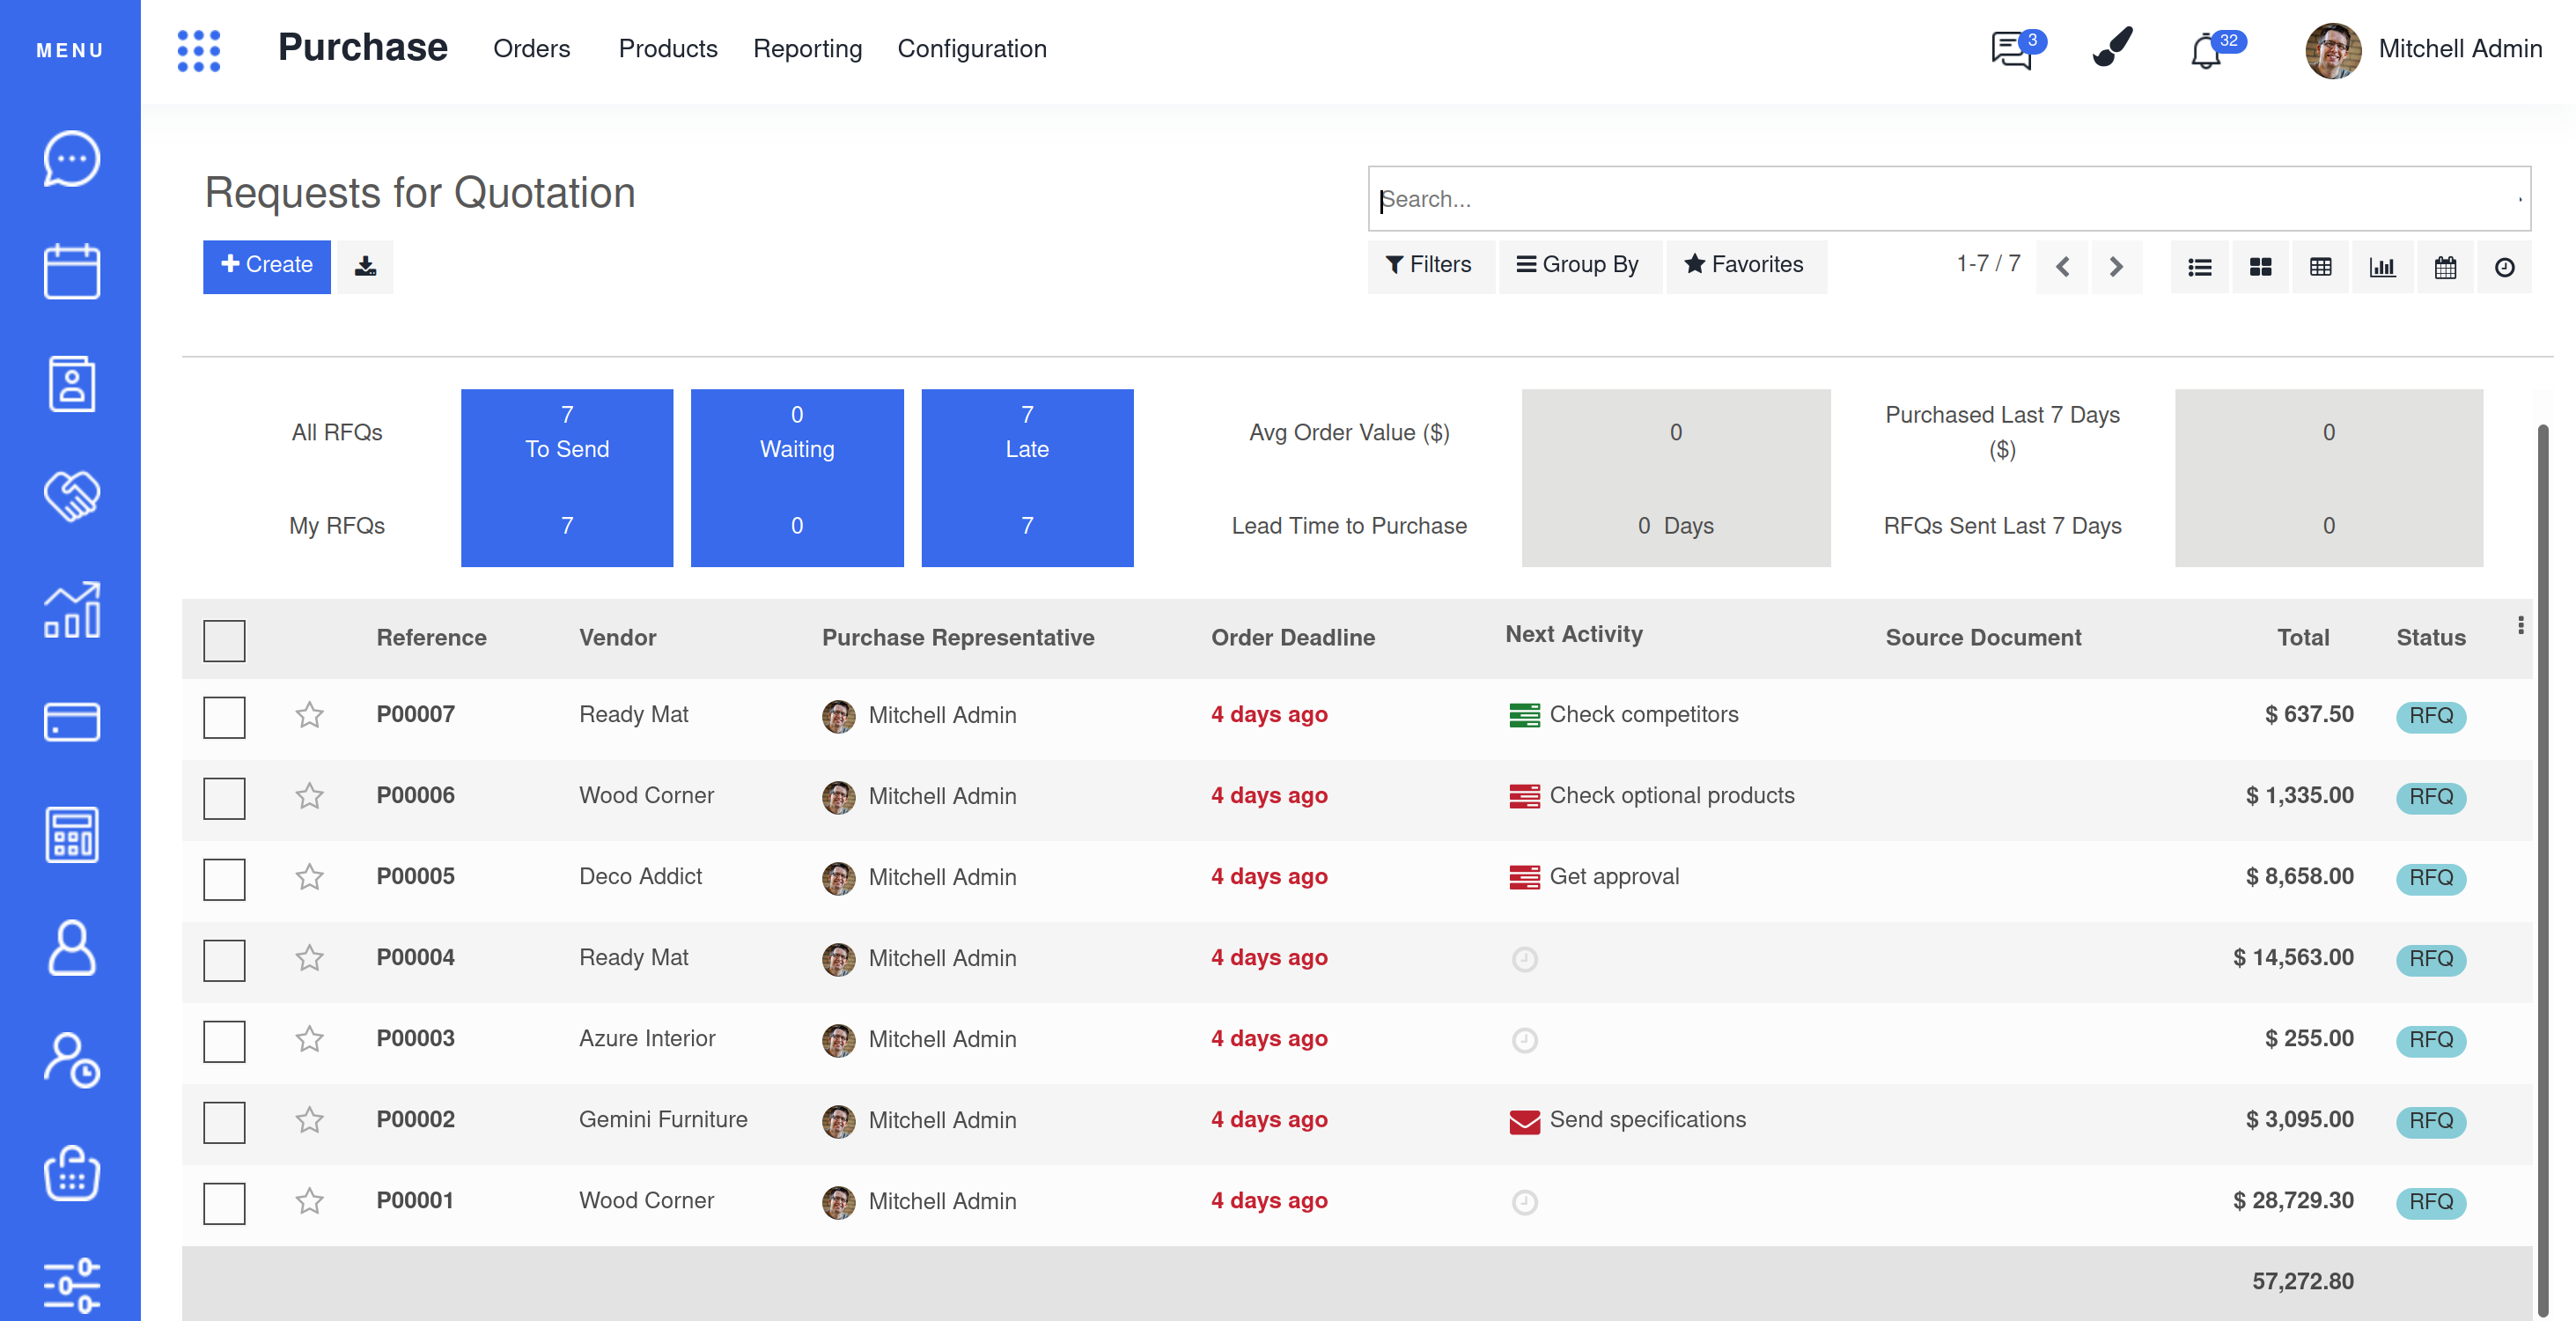 MENU
Purchase Orders Products Reporting Configuration 3 32 Mitchell Admin
Requests for Quotation
Search...
Create
Filters Group By Favorites 1-7 / 7
All RFQs 7 To Send 0 Waiting 7 Late Avg Order Value ($) 0 Purchased Last 7 Days ($) 0
My RFQs 7 0 7 Lead Time to Purchase 0 Days RFQs Sent Last 7 Days 0
Reference Vendor Purchase Representative Order Deadline Next Activity Source Document Total Status
P00007 Ready Mat Mitchell Admin 4 days ago Check competitors $ 637.50 RFQ
P00006 Wood Corner Mitchell Admin 4 days ago Check optional products $ 1,335.00 RFQ
P00005 Deco Addict Mitchell Admin 4 days ago Get approval $ 8,658.00 RFQ
P00004 Ready Mat Mitchell Admin 4 days ago $ 14,563.00 RFQ
P00003 Azure Interior Mitchell Admin 4 days ago $ 255.00 RFQ
P00002 Gemini Furniture Mitchell Admin 4 days ago Send specifications $ 3,095.00 RFQ
P00001 Wood Corner Mitchell Admin 4 days ago $ 28,729.30 RFQ
57,272.80